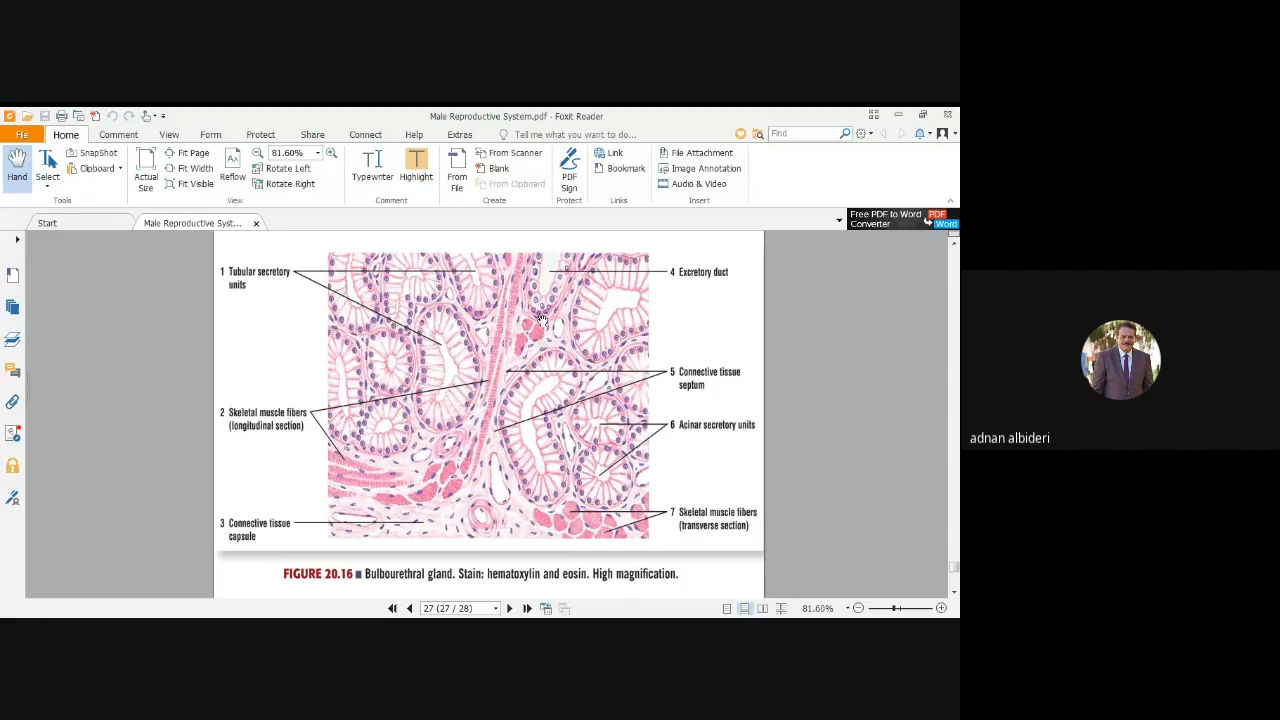 Male Reproductive System.pdf - Foxit Reader
File Home Comment View Form Protect Share Connect Help Extras Tell me what you want to do... Find
Hand
Select
SnapShot
Clipboard
Tools
Actual Size
Fit Page
Fit Width
Fit Visible
Reflow
81.60%
Rotate Left
Rotate Right
View
Typewriter
Highlight
Comment
From File
From Scanner
Blank
From Clipboard
Create
PDF Sign
Protect
Link
Bookmark
Links
File Attachment
Image Annotation
Audio & Video
Insert
Start
Male Reproductive Syst...
Free PDF to Word
Converter
PDF
Word
1 Tubular secretory
units
2 Skeletal muscle fibers
(longitudinal section)
3 Connective tissue
capsule
4 Excretory duct
5 Connective tissue
septum
6 Acinar secretory units
7 Skeletal muscle fibers
(transverse section)
FIGURE 20.16 ■ Bulbourethral gland. Stain: hematoxylin and eosin. High magnification.
27 (27 / 28)
81.60%
adnan albideri